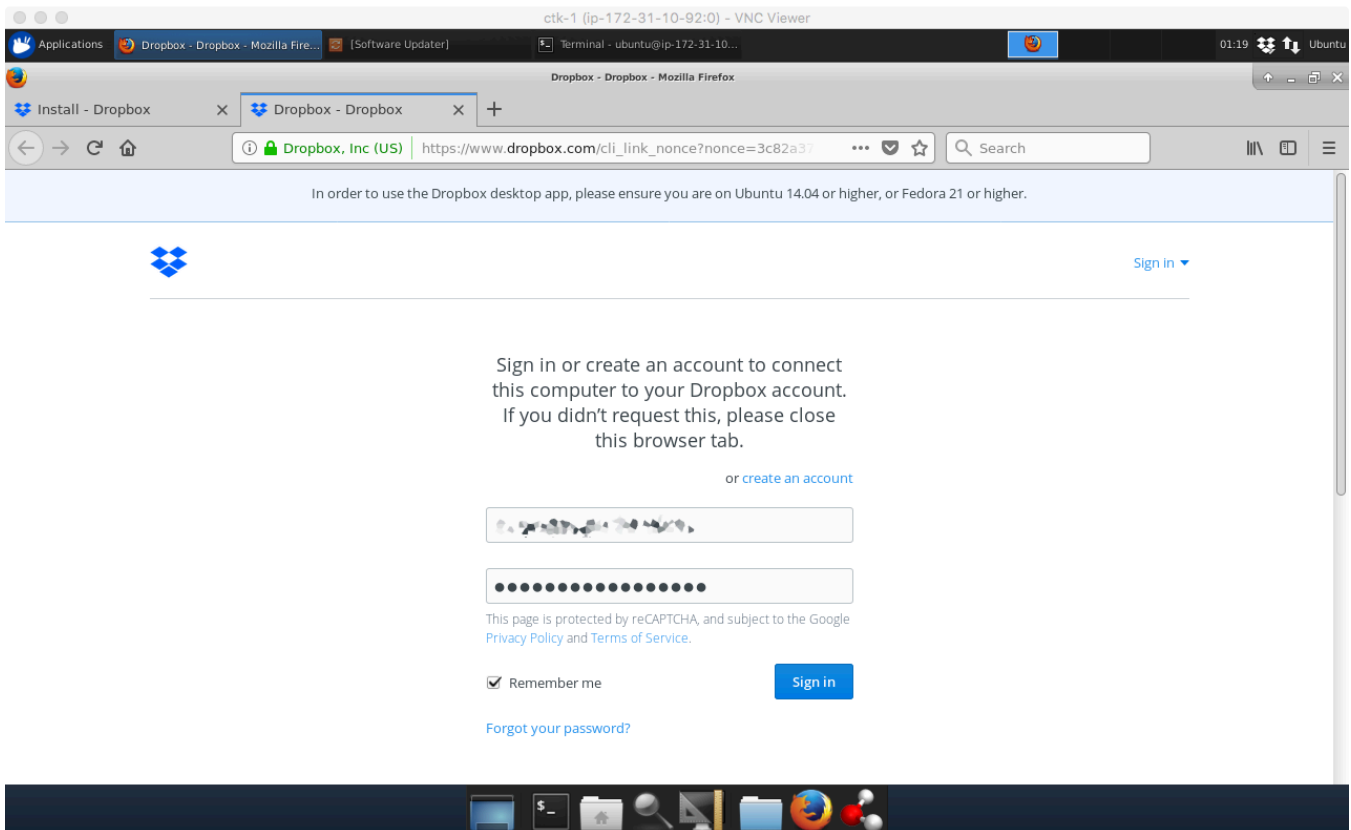 ctk-1 (ip-172-31-10-92:0) - VNC Viewer
Applications Dropbox - Dropbox - Mozilla Fire... [Software Updater] Terminal - ubuntu@ip-172-31-10... 01:19 Ubuntu
Dropbox - Dropbox - Mozilla Firefox
Install - Dropbox Dropbox - Dropbox
Dropbox, Inc (US) https://www.dropbox.com/cli_link_nonce?nonce=3c82a37 Search
In order to use the Dropbox desktop app, please ensure you are on Ubuntu 14.04 or higher, or Fedora 21 or higher.
Sign in
Sign in or create an account to connect
this computer to your Dropbox account.
If you didn't request this, please close
this browser tab.
or create an account
This page is protected by reCAPTCHA, and subject to the Google
Privacy Policy and Terms of Service.
Remember me Sign in
Forgot your password?